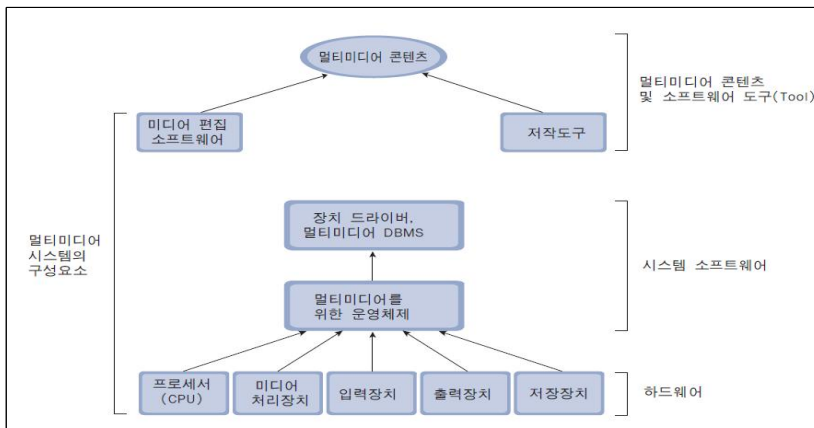 멀티미디어 콘텐츠
멀티미디어 콘텐츠
및 소프트웨어 도구(Tool)
미디어 편집
소프트웨어
저작도구
장치 드라이버,
멀티미디어 DBMS
멀티미디어
시스템의
구성요소
시스템 소프트웨어
멀티미디어를
위한 운영체제
프로세서
(CPU)
미디어
처리장치
입력장치
출력장치
저장장치
하드웨어